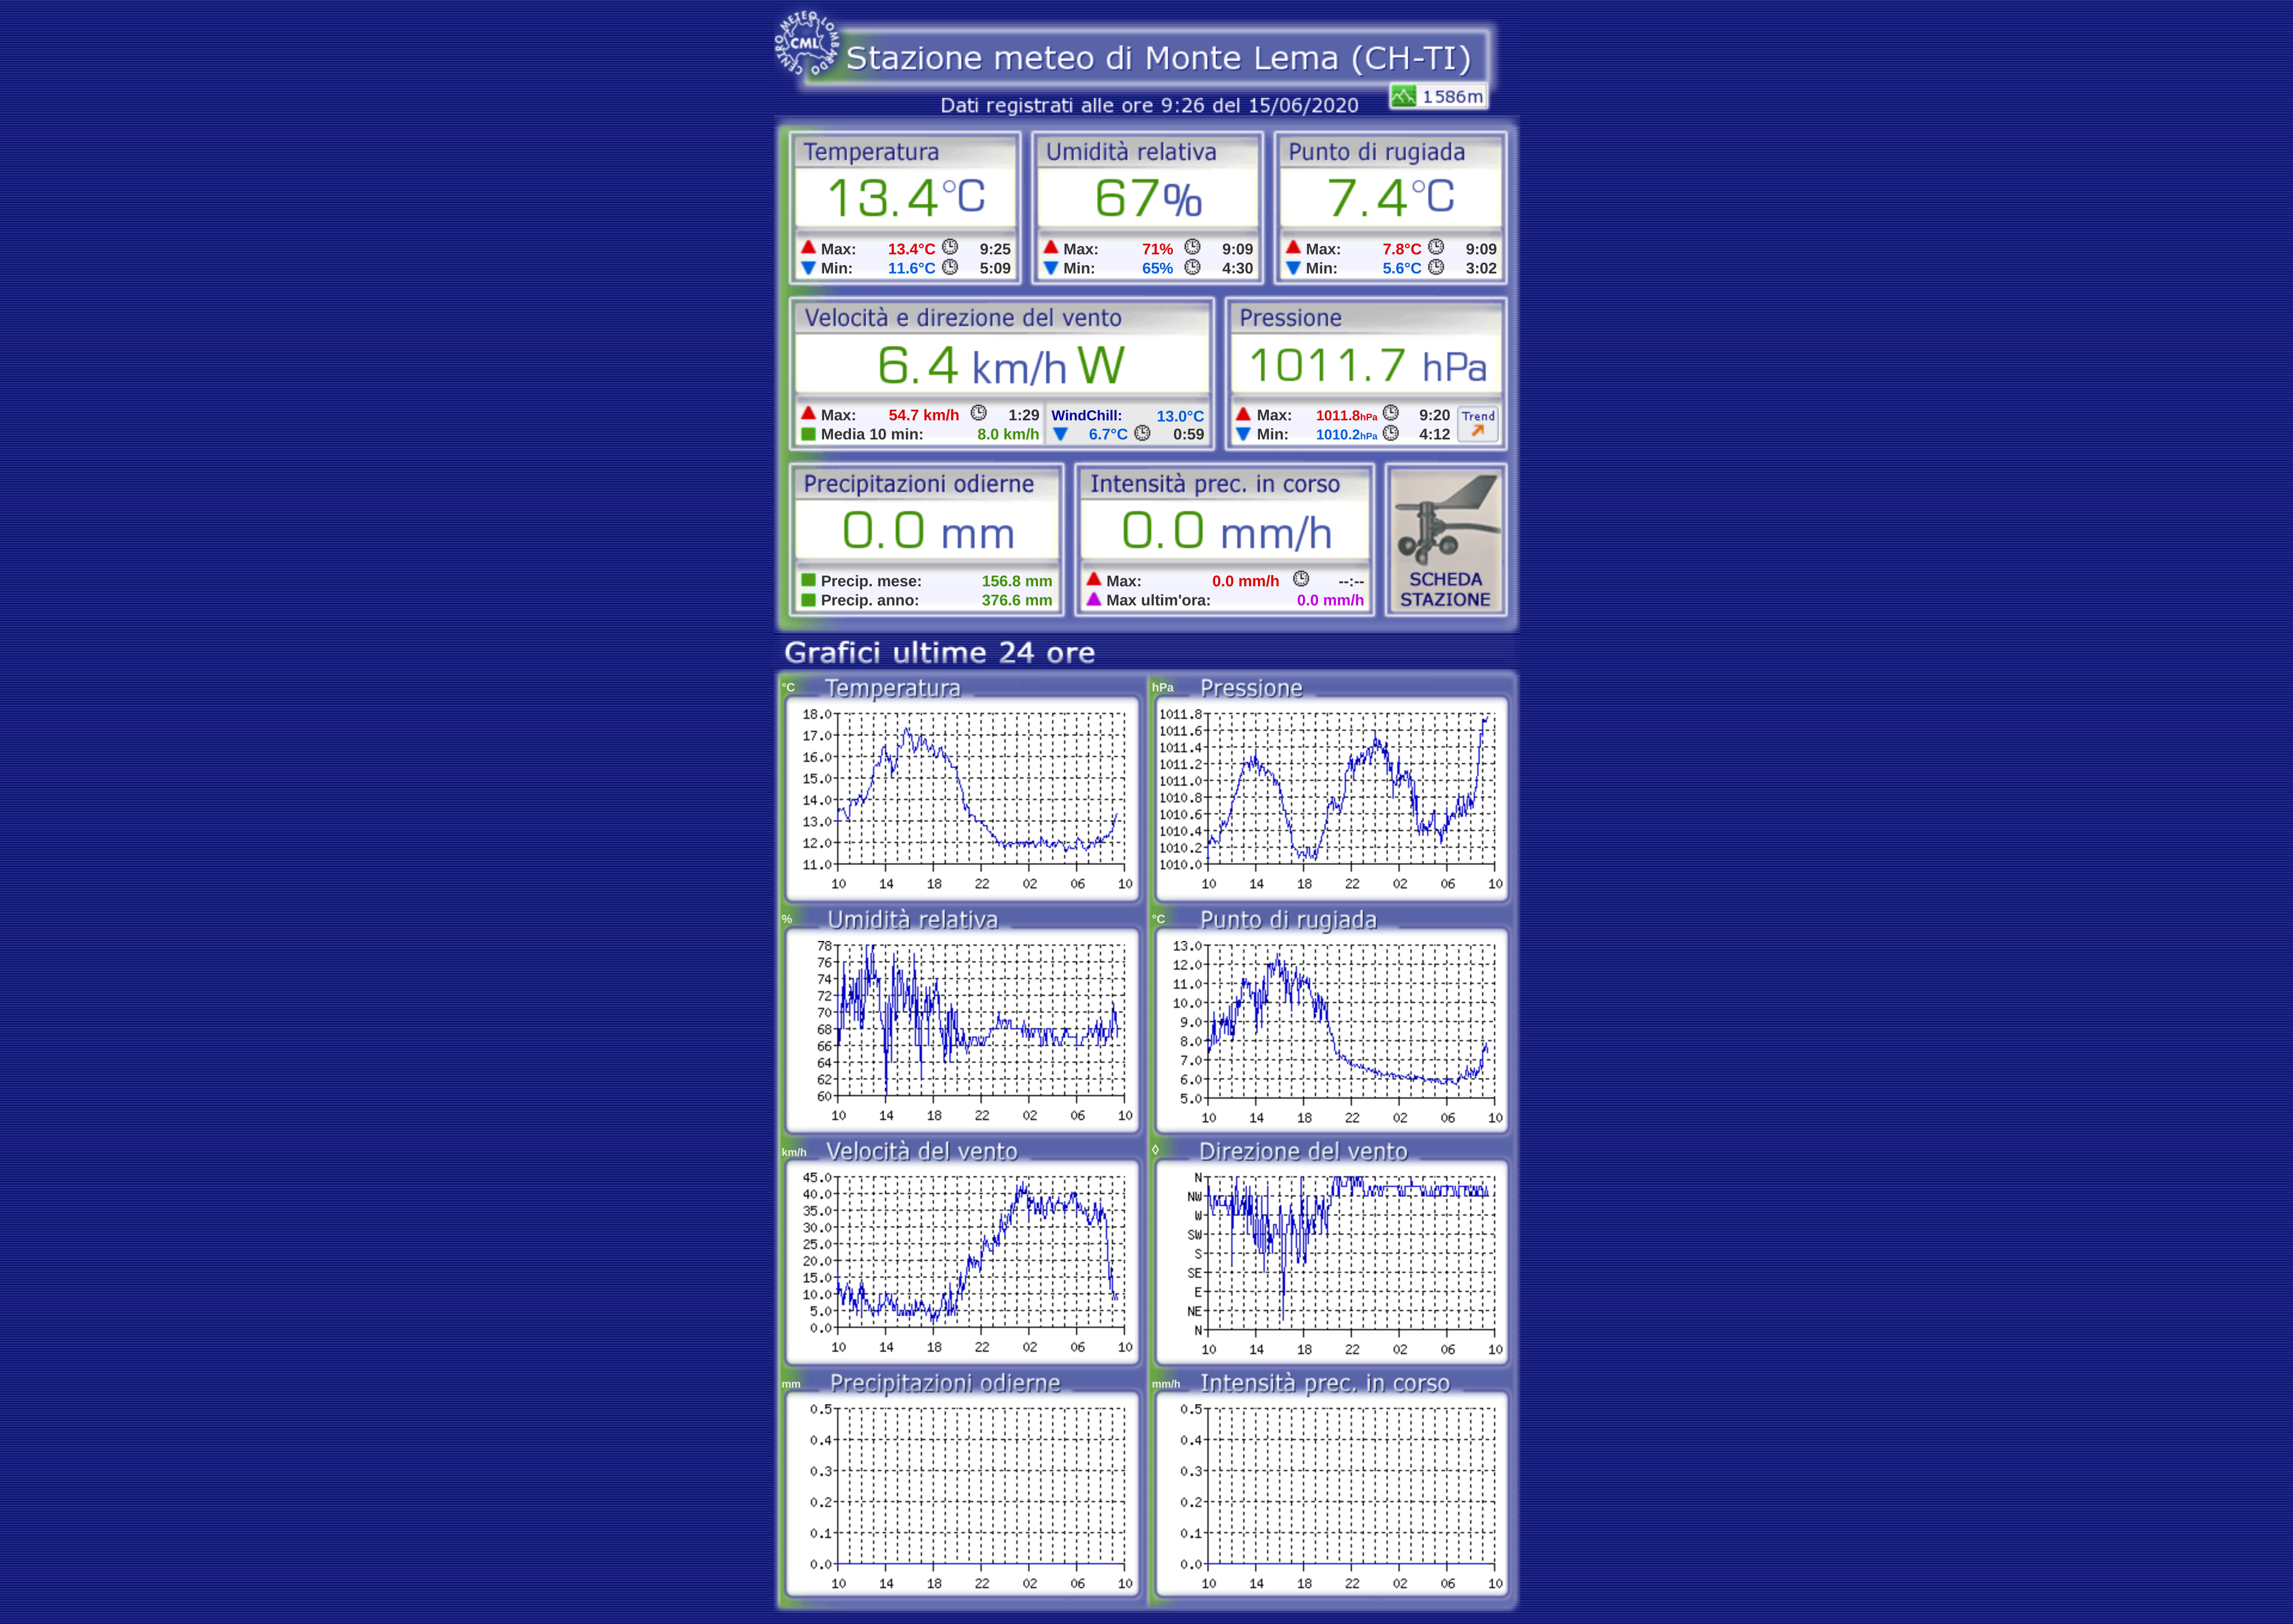 CENTRO METEO LOMBARDO
CML
Stazione meteo di Monte Lema (CH-TI)
1586m
Dati registrati alle ore 9:26 del 15/06/2020
Temperatura
13.4°C
Max: 13.4°C 9:25
Min: 11.6°C 5:09
Umidità relativa
67%
Max: 71% 9:09
Min: 65% 4:30
Punto di rugiada
7.4°C
Max: 7.8°C 9:09
Min: 5.6°C 3:02
Velocità e direzione del vento
6.4 km/h W
Max: 54.7 km/h 1:29
Media 10 min: 8.0 km/h
WindChill: 13.0°C
6.7°C 0:59
Pressione
1011.7 hPa
Max: 1011.8hPa 9:20
Min: 1010.2hPa 4:12
Trend
Precipitazioni odierne
0.0 mm
Precip. mese: 156.8 mm
Precip. anno: 376.6 mm
Intensità prec. in corso
0.0 mm/h
Max: 0.0 mm/h --:--
Max ultim'ora: 0.0 mm/h
SCHEDA
STAZIONE
Grafici ultime 24 ore
°C Temperatura
18.0
17.0
16.0
15.0
14.0
13.0
12.0
11.0
10 14 18 22 02 06 10
hPa Pressione
1011.8
1011.6
1011.4
1011.2
1011.0
1010.8
1010.6
1010.4
1010.2
1010.0
10 14 18 22 02 06 10
% Umidità relativa
78
76
74
72
70
68
66
64
62
60
10 14 18 22 02 06 10
°C Punto di rugiada
13.0
12.0
11.0
10.0
9.0
8.0
7.0
6.0
5.0
10 14 18 22 02 06 10
km/h Velocità del vento
45.0
40.0
35.0
30.0
25.0
20.0
15.0
10.0
5.0
0.0
10 14 18 22 02 06 10
◊ Direzione del vento
N
NW
W
SW
S
SE
E
NE
N
10 14 18 22 02 06 10
mm Precipitazioni odierne
0.5
0.4
0.3
0.2
0.1
0.0
10 14 18 22 02 06 10
mm/h Intensità prec. in corso
0.5
0.4
0.3
0.2
0.1
0.0
10 14 18 22 02 06 10